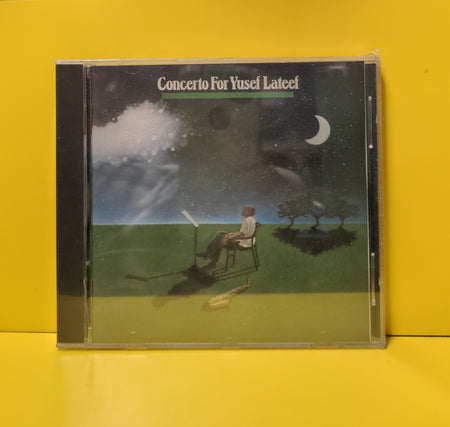 Concerto For Yusef Lateef